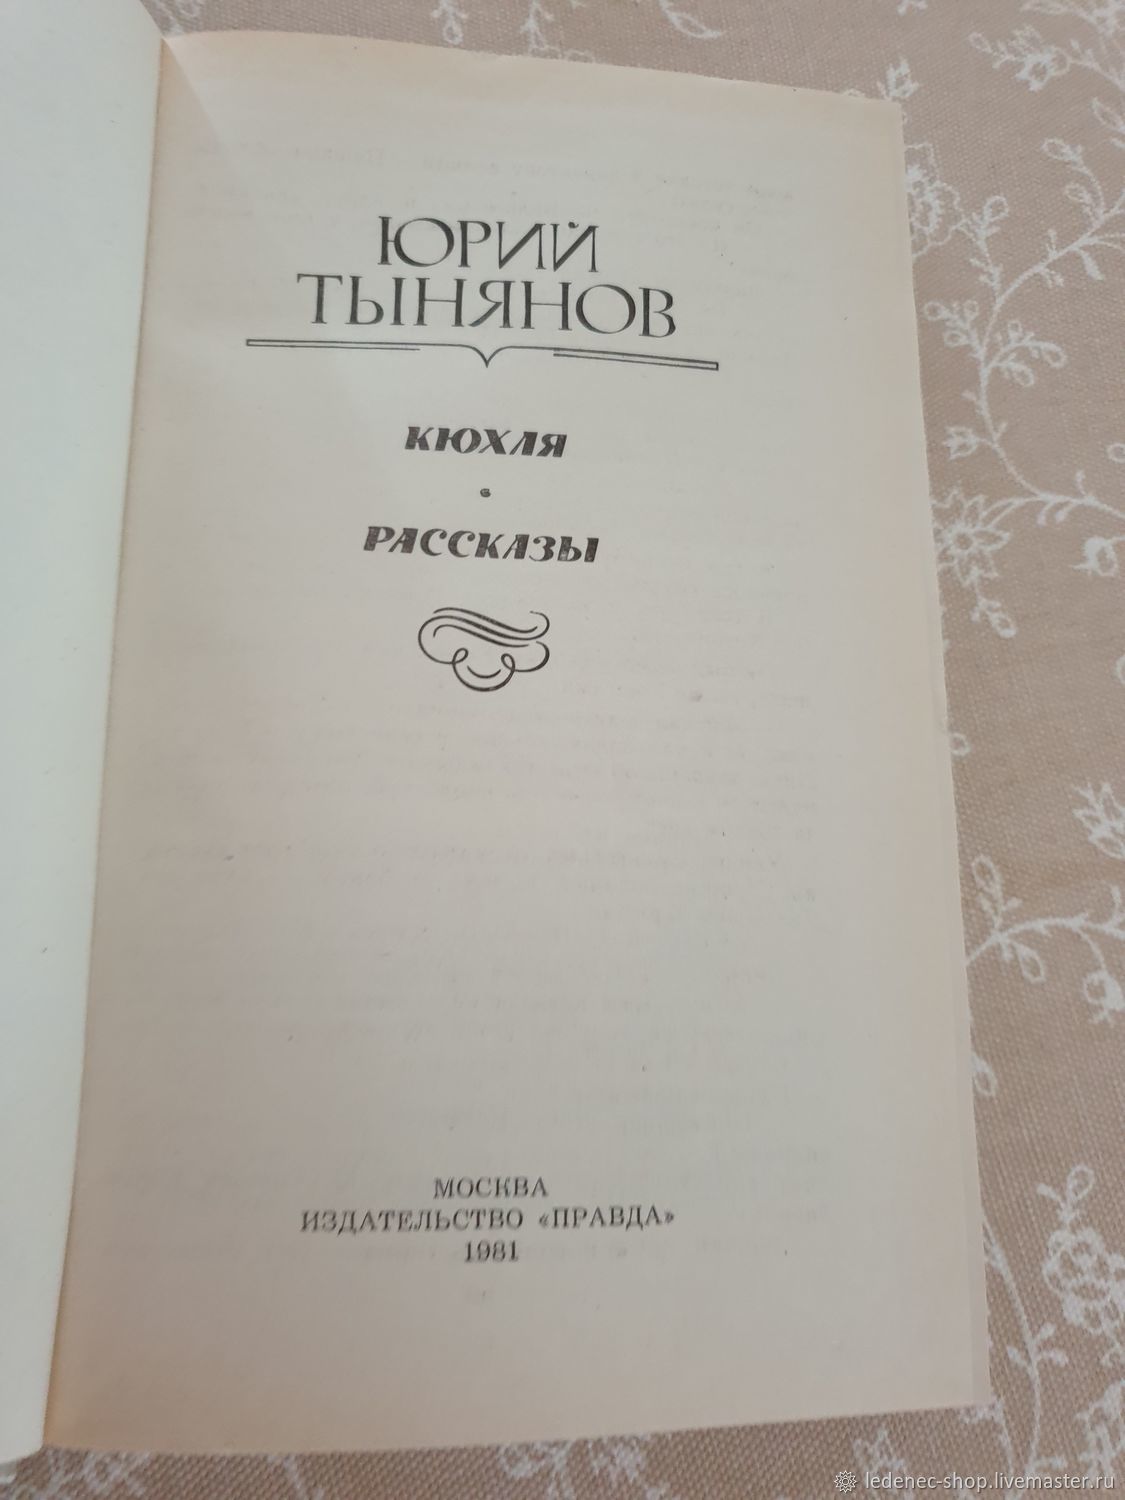 ЮРИЙ
ТЫНЯНОВ
КЮХЛЯ
РАССКАЗЫ
МОСКВА
ИЗДАТЕЛЬСТВО «ПРАВДА»
1981
ledenec-shop.livemaster.ru